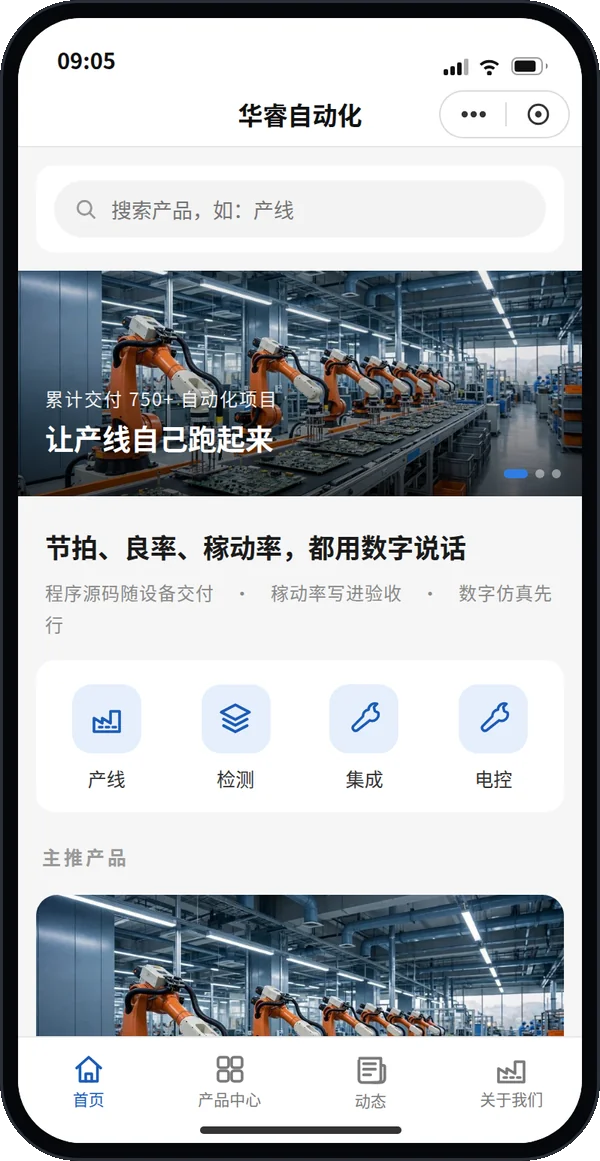 09:05
华睿自动化
搜索产品，如：产线
累计交付 750+ 自动化项目
让产线自己跑起来
节拍、良率、稼动率，都用数字说话
程序源码随设备交付 • 稼动率写进验收 • 数字仿真先
行
产线 检测 集成 电控
主推产品
首页 产品中心 动态 关于我们